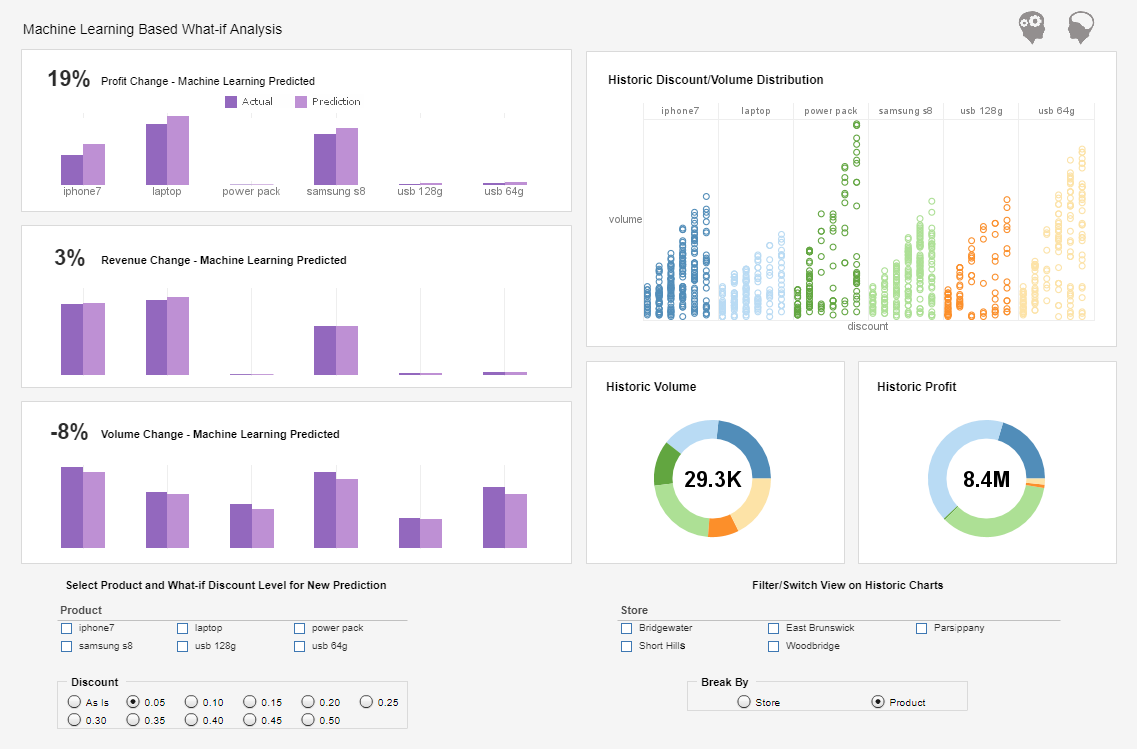 Machine Learning Based What-if Analysis
19% Profit Change - Machine Learning Predicted
Actual Prediction
iphone7 laptop power pack samsung s8 usb 128g usb 64g
3% Revenue Change - Machine Learning Predicted
-8% Volume Change - Machine Learning Predicted
Historic Discount/Volume Distribution
iphone7 laptop power pack samsung s8 usb 128g usb 64g
volume
discount
Historic Volume
29.3K
Historic Profit
8.4M
Select Product and What-if Discount Level for New Prediction
Product
iphone7 laptop power pack
samsung s8 usb 128g usb 64g
Discount
As Is 0.05 0.10 0.15 0.20 0.25
0.30 0.35 0.40 0.45 0.50
Filter/Switch View on Historic Charts
Store
Bridgewater East Brunswick Parsippany
Short Hills Woodbridge
Break By
Store Product